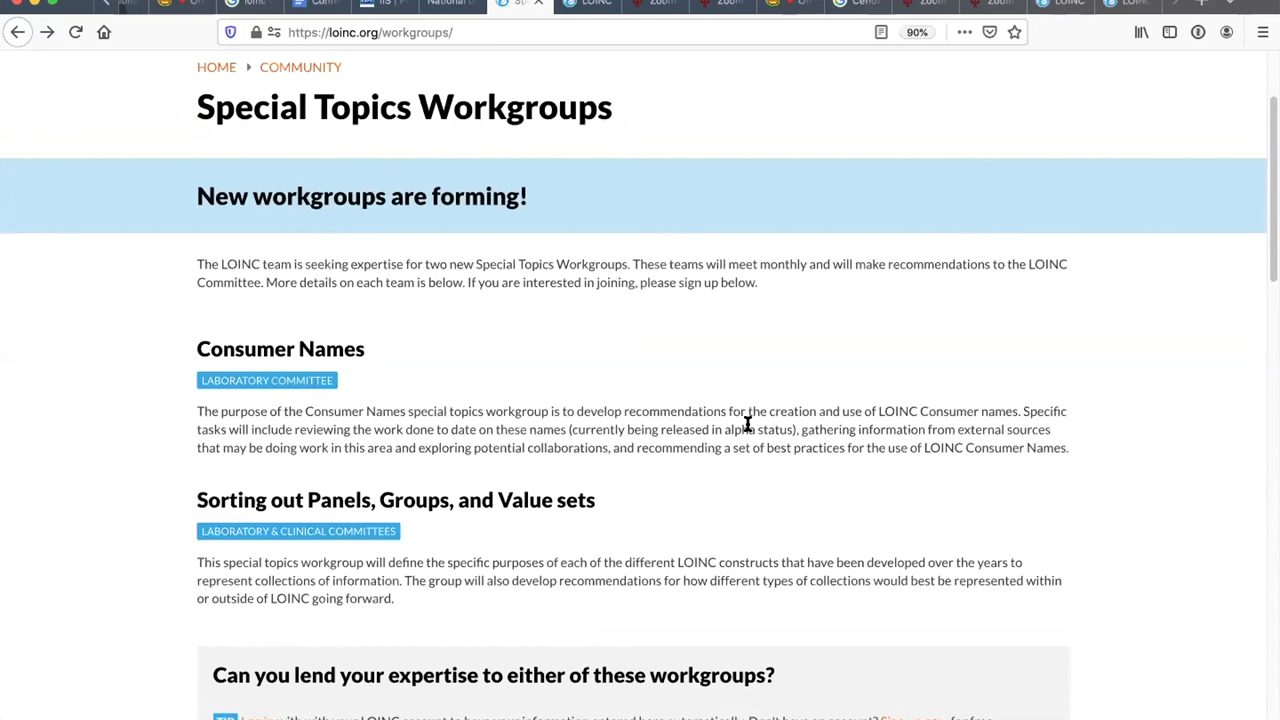 LOINC
Zoom
Zoom
Zoom
Zoom
LOINC
https://loinc.org/workgroups/
90%
HOME
COMMUNITY
Special Topics Workgroups
New workgroups are forming!
The LOINC team is seeking expertise for two new Special Topics Workgroups. These teams will meet monthly and will make recommendations to the LOINC
Committee. More details on each team is below. If you are interested in joining, please sign up below.
Consumer Names
LABORATORY COMMITTEE
The purpose of the Consumer Names special topics workgroup is to develop recommendations for the creation and use of LOINC Consumer names. Specific
tasks will include reviewing the work done to date on these names (currently being released in alpha status), gathering information from external sources
that may be doing work in this area and exploring potential collaborations, and recommending a set of best practices for the use of LOINC Consumer Names.
Sorting out Panels, Groups, and Value sets
LABORATORY & CLINICAL COMMITTEES
This special topics workgroup will define the specific purposes of each of the different LOINC constructs that have been developed over the years to
represent collections of information. The group will also develop recommendations for how different types of collections would best be represented within
or outside of LOINC going forward.
Can you lend your expertise to either of these workgroups?